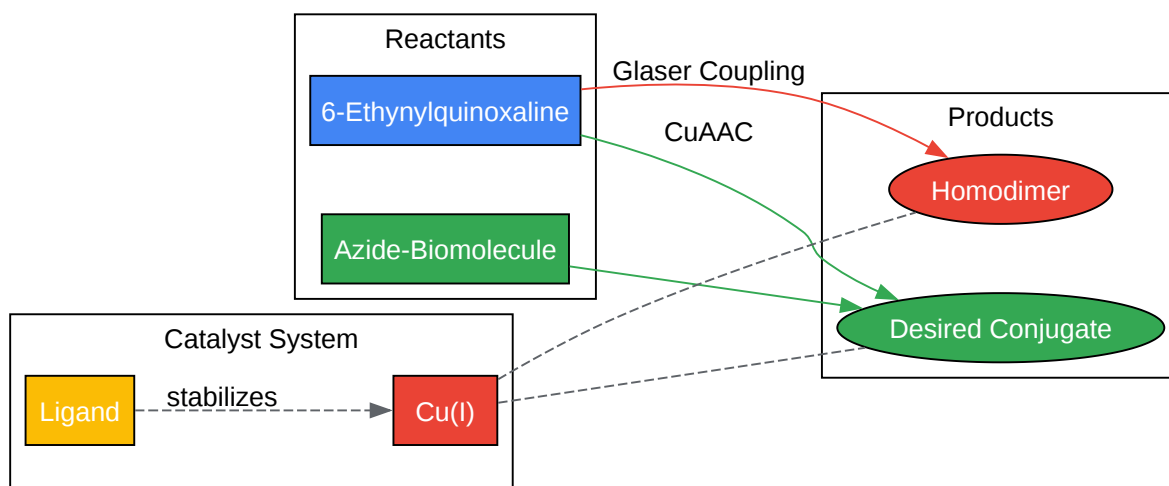 Reactants
6-Ethynylquinoxaline
Azide-Biomolecule
Glaser Coupling
CuAAC
Products
Homodimer
Desired Conjugate
Catalyst System
Ligand
stabilizes
Cu(I)